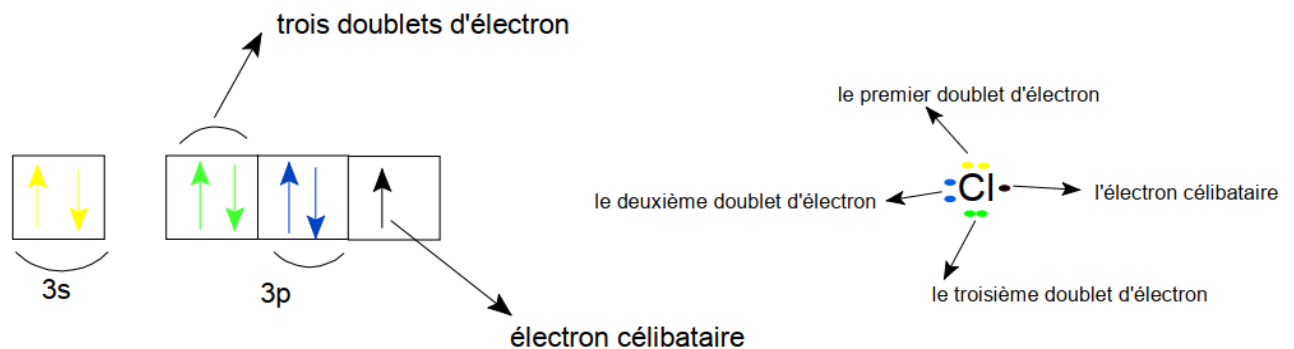 trois doublets d'électron
3s
3p
électron célibataire
le premier doublet d'électron
le deuxième doublet d'électron
Cl
l'électron célibataire
le troisième doublet d'électron